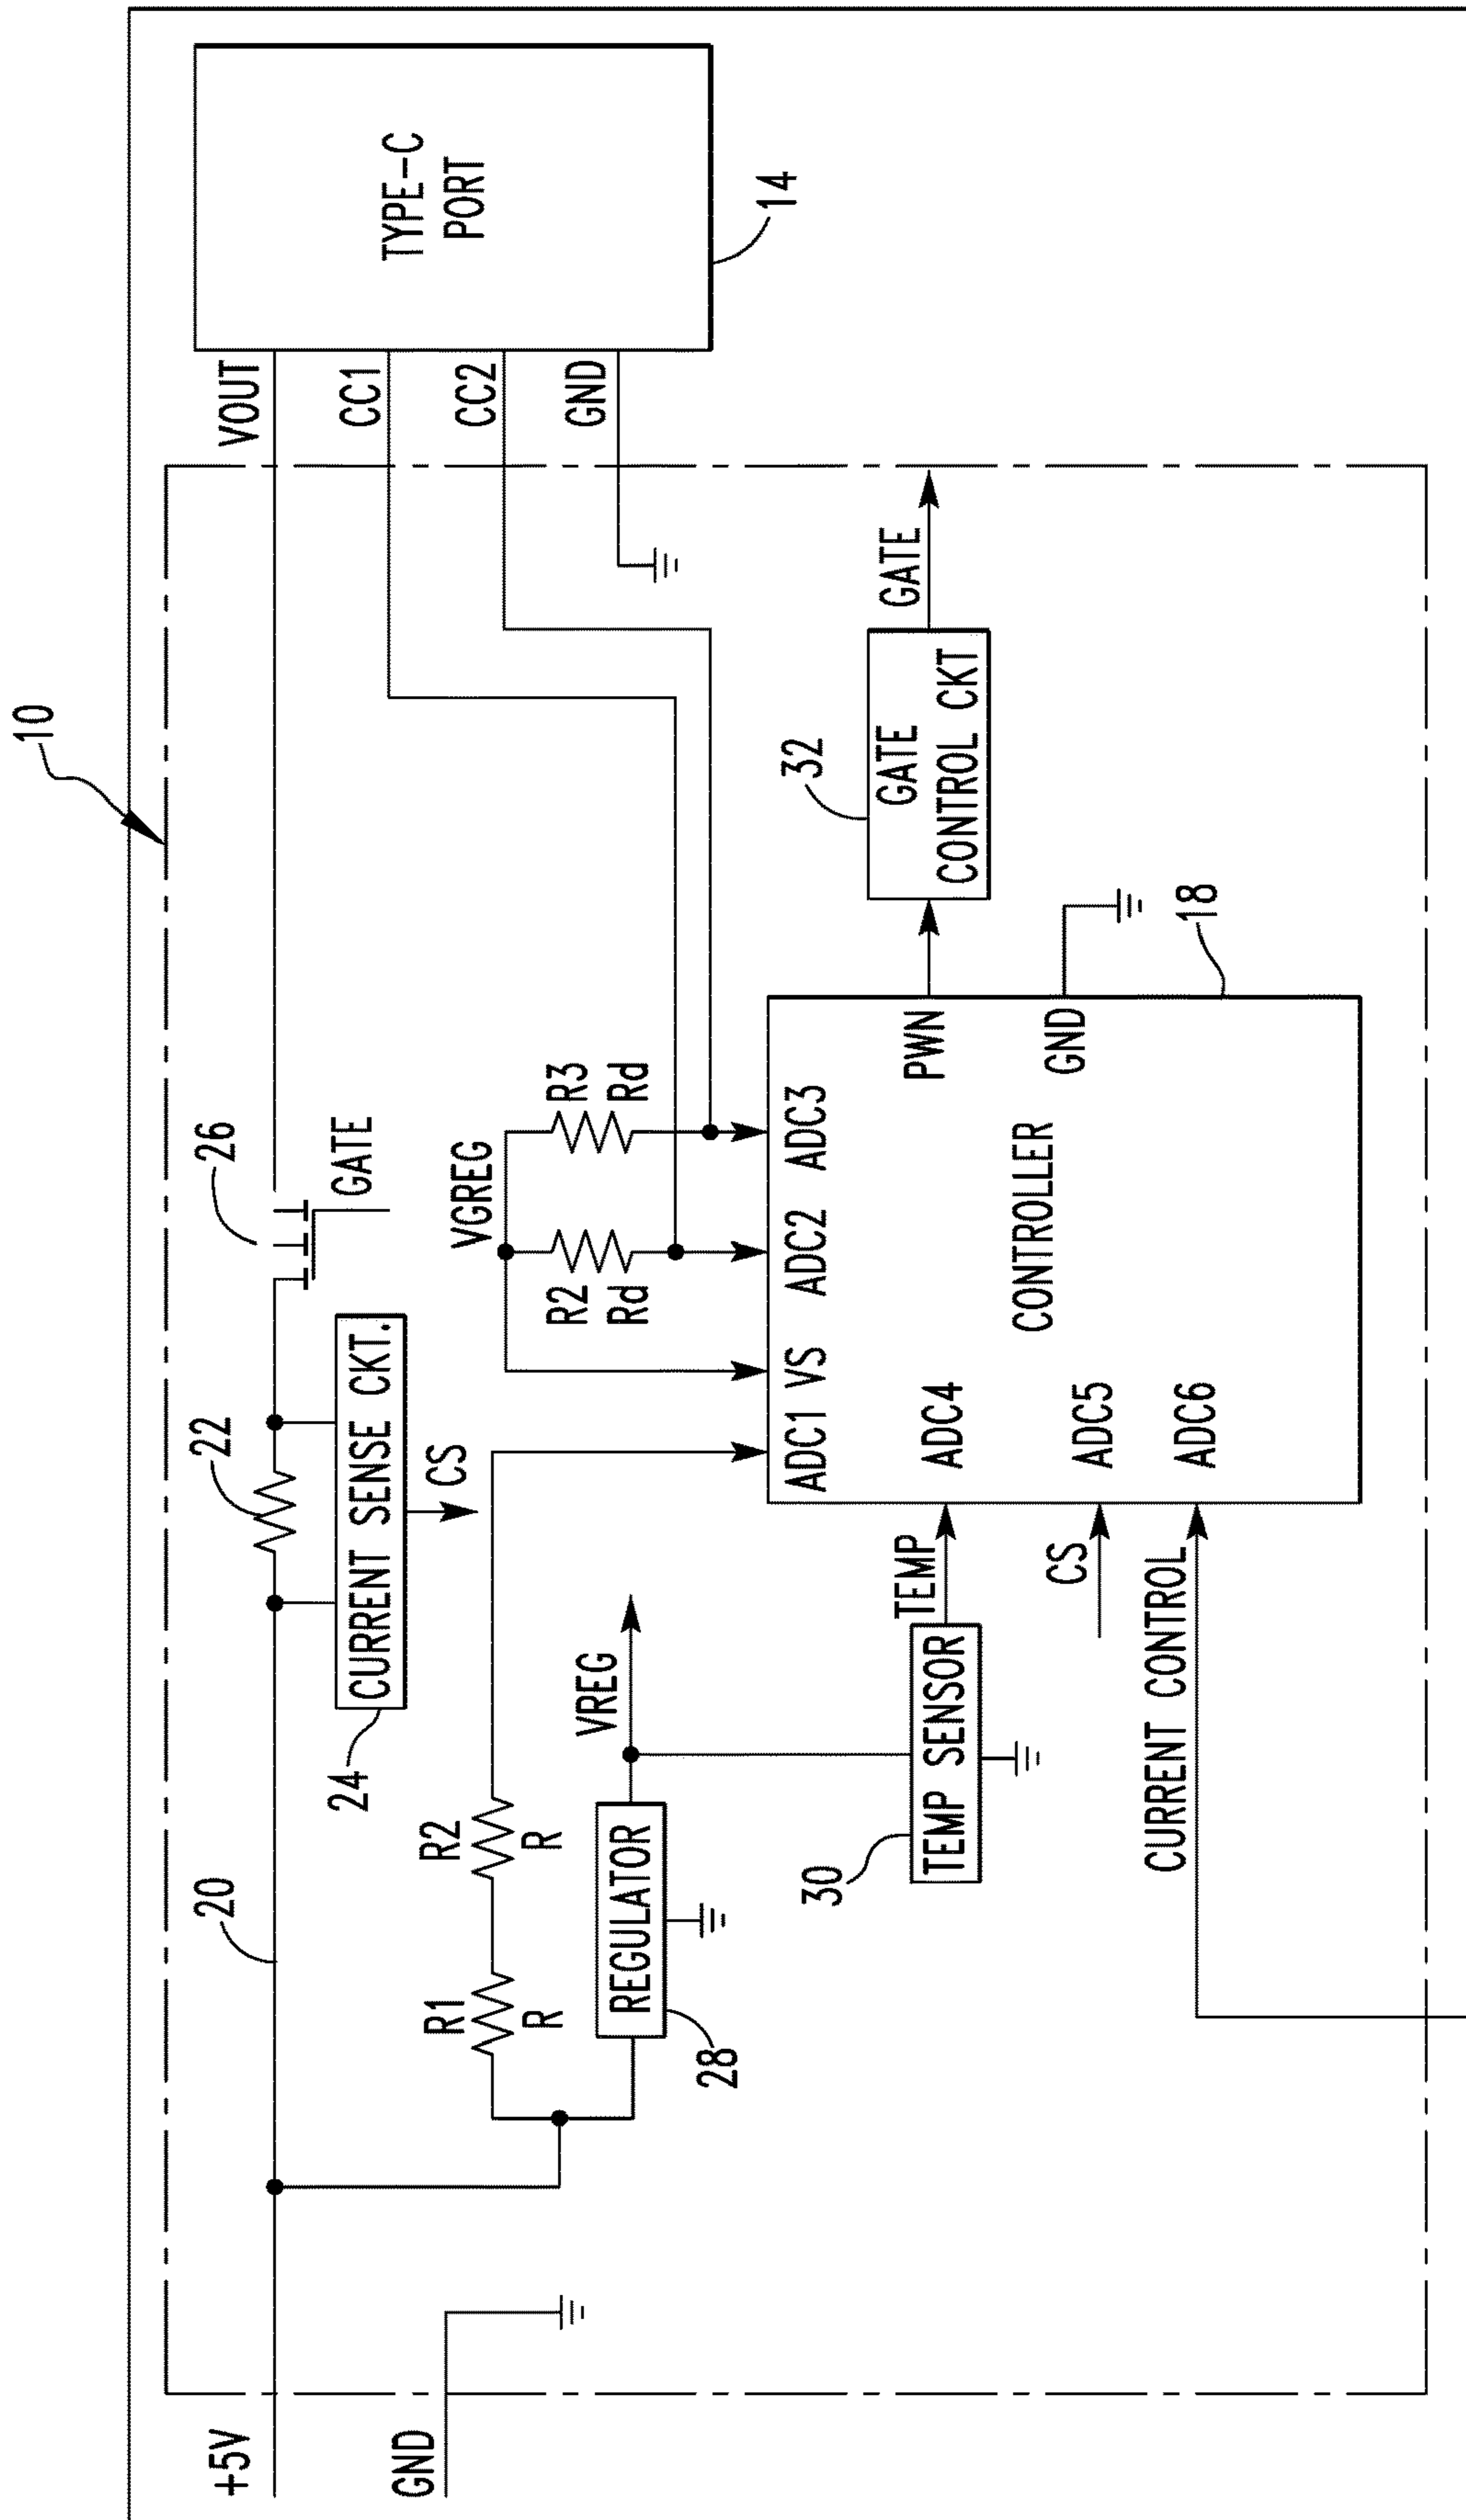 10
+5V
20
22
26
VOUT
TYPE-C
PORT
GATE
CC1
CURRENT SENSE CKT.
24
CS
CC2
GND
GND
14
R1
R
R2
R
VGREG
R2
Rd
R3
Rd
VREG
REGULATOR
28
ADC1
VS
ADC2
ADC3
32
GATE
CONTROL CKT
GATE
30
TEMP SENSOR
TEMP
ADC4
PWN
CONTROLLER
CS
ADC5
GND
CURRENT CONTROL
ADC6
18